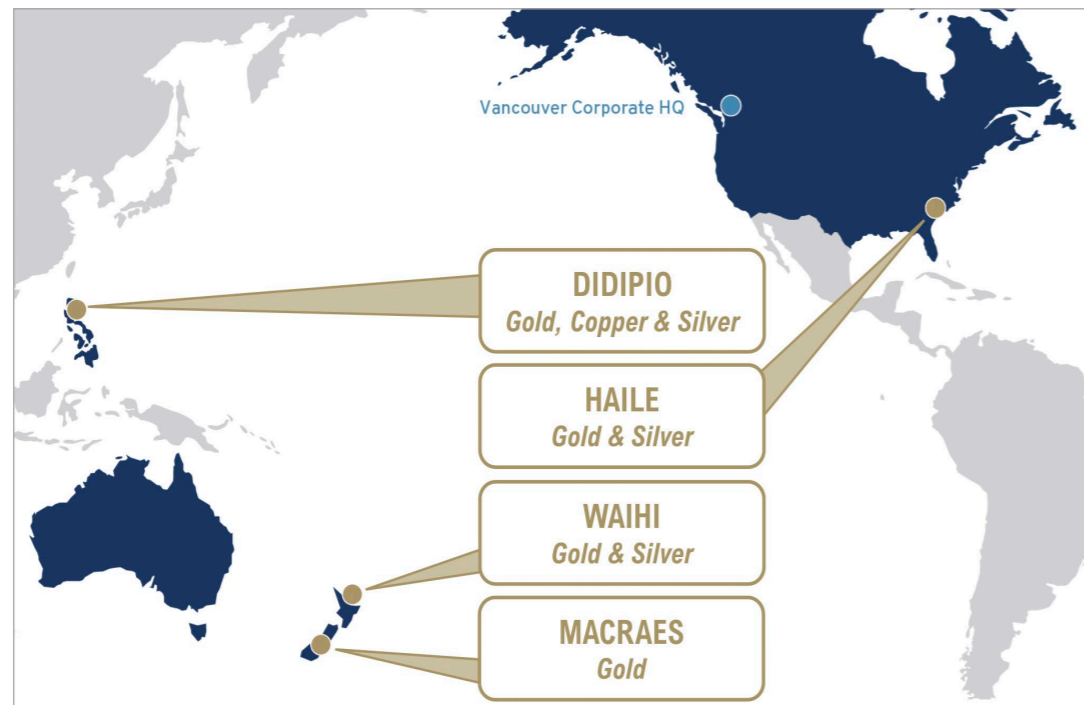 Vancouver Corporate HQ
DIDIPIO
Gold, Copper & Silver
HAILE
Gold & Silver
WAIHI
Gold & Silver
MACRAES
Gold